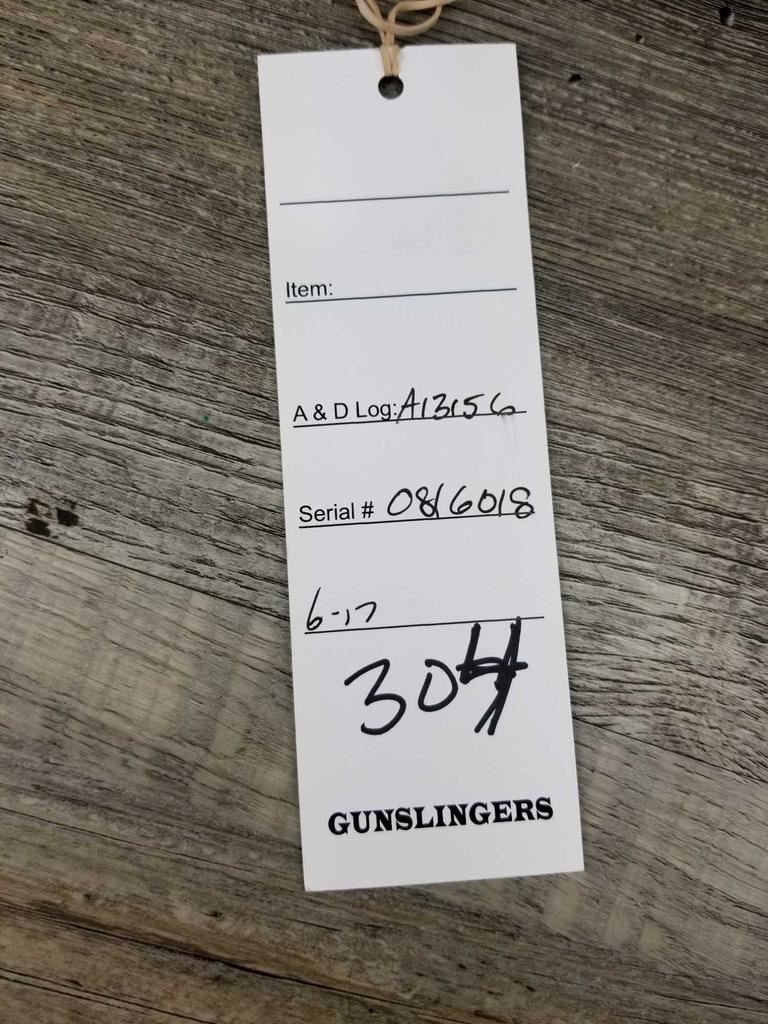 Item:
A & D Log: A13156
Serial # 0816018
6-17
304
GUNSLINGERS